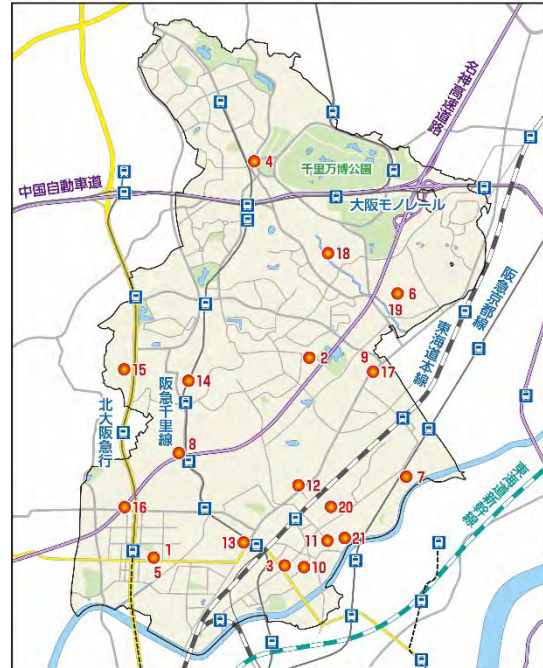 名神高速道路
4
千里万博公園
中国自動車道
大阪モノレール
18
6
19
阪急京都線
東海道本線
2
9
17
15
14
阪急千里線
北大阪急行
8
7
12
16
20
東海道新幹線
13
11
21
1
5
3
10